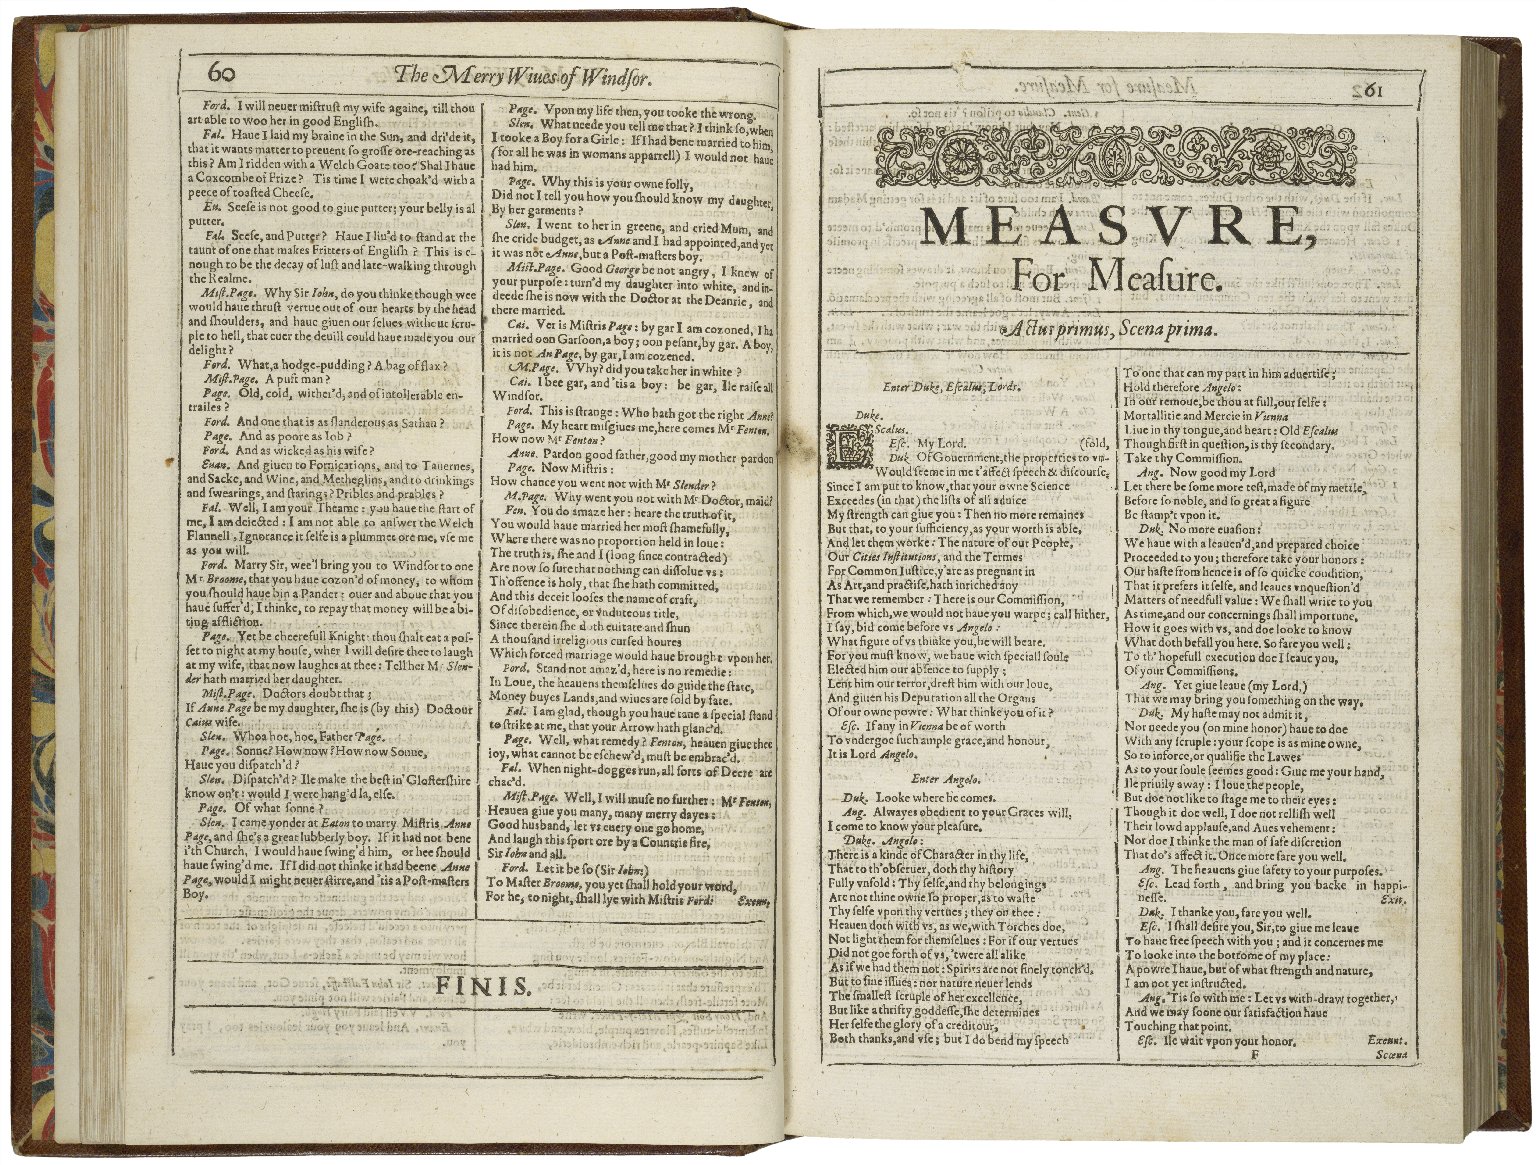 60
The Merry Wiues of Windſor.
Ford. I will neuer miſtruſt my wife againe, till thou
art able to woo her in good Engliſh.
Fal. Haue I laid my braine in the Sun, and dri'de it,
that it wants matter to preuent ſo groſſe ore-reaching as
this? Am I ridden with a Welch Goate too? Shal I haue
a Coxcombe of Frize? Tis time I were choak'd with a
peece of toaſted Cheeſe.
Eu. Seeſe is not good to giue putter; your belly is al
putter.
Fal. Seeſe, and Putter? Haue I liu'd to ſtand at the
taunt of one that makes Fritters of Engliſh? This is e-
nough to be the decay of luſt and late-walking through
the Realme.
Miſt.Page. Why Sir Iohn, do you thinke though wee
would haue thruſt vertue out of our hearts by the head
and ſhoulders, and haue giuen our ſelues without ſcru-
ple to hell, that euer the deuill could haue made you our
delight?
Ford. What, a hodge-pudding? A bag of flax?
Miſt.Page. A puft man?
Page. Old, cold, wither'd, and of intollerable en-
trailes?
Ford. And one that is as ſlanderous as Sathan?
Page. And as poore as Iob?
Ford. And as wicked as his wife?
Euan. And giuen to Fornications, and to Tauernes,
and Sacke, and Wine, and Metheglins, and to drinkings
and ſwearings, and ſtarings? Pribles and prables?
Fal. Well, I am your Theame: you haue the ſtart of
me, I am deiected: I am not able to anſwer the Welch
Flannell, Ignorance it ſelfe is a plummet ore me, vſe me
as you will.
Ford. Marry Sir, wee'l bring you to Windſor to one
Mr Broome, that you haue cozon'd of money, to whom
you ſhould haue bin a Pander: ouer and aboue that you
haue ſuffer'd, I thinke, to repay that money will be a bi-
ting affliction.
Page. Yet be cheerefull Knight: thou ſhalt eat a poſ-
ſet to night at my houſe, wher I will deſire thee to laugh
at my wife, that now laughes at thee: Tell her Mr Slen-
der hath married her daughter.
Miſt.Page. Doctors doubt that;
If Anne Page be my daughter, ſhe is (by this) Doctour
Caius wife.
Slen. Whoa hoe, hoe, Father Page.
Page. Sonne? How now? How now Sonne,
Haue you diſpatch'd?
Slen. Diſpatch'd? Ile make the beſt in Gloſterſhire
know on't: would I were hang'd la, elſe.
Page. Of what ſonne?
Slen. I came yonder at Eaton to marry Miſtris Anne
Page, and ſhe's a great lubberly boy. If it had not bene
i'th Church, I would haue ſwing'd him, or hee ſhould
haue ſwing'd me. If I did not thinke it had beene Anne
Page, would I might neuer ſtirre, and 'tis a Poſt-maſters
Boy.
Page. Vpon my life then, you tooke the wrong.
Slen. What neede you tell me that? I think ſo, when
I tooke a Boy for a Girle: If I had bene married to him,
(for all he was in womans apparrell) I would not haue
had him.
Page. Why this is your owne folly,
Did not I tell you how you ſhould know my daughter,
By her garments?
Slen. I went to her in greene, and cried Mum, and
ſhe cride budget, as Anne and I had appointed, and yet
it was not Anne, but a Poſt-maſters boy.
Miſt.Page. Good George be not angry, I knew of
your purpoſe: turn'd my daughter into white, and in-
deede ſhe is now with the Doctor at the Deanrie, and
there married.
Cai. Ver is Miſtris Page: by gar I am cozoned, I ha
married oon Garſoon, a boy; oon peſant, by gar. A boy,
it is not An Page, by gar, I am cozened.
M.Page. VVhy? did you take her in white?
Cai. I bee gar, and 'tis a boy: be gar, Ile raiſe all
Windſor.
Ford. This is ſtrange: Who hath got the right Anne?
Page. My heart miſgiues me, here comes Mr Fenton.
How now Mr Fenton?
Anne. Pardon good father, good my mother pardon
Page. Now Miſtris:
How chance you went not with Mr Slender?
M.Page. Why went you not with Mr Doctor, maid?
Fen. You do amaze her: heare the truth of it,
You would haue married her moſt ſhamefully,
Where there was no proportion held in loue:
The truth is, ſhe and I (long ſince contracted)
Are now ſo ſure that nothing can diſſolue vs:
Th'offence is holy, that ſhe hath committed,
And this deceit looſes the name of craft,
Of diſobedience, or vnduteous title,
Since therein ſhe doth euitate and ſhun
A thouſand irreligious curſed houres
Which forced marriage would haue brought vpon her.
Ford. Stand not amaz'd, here is no remedie:
In Loue, the heauens themſelues do guide the ſtate,
Money buyes Lands, and wiues are ſold by fate.
Fal. I am glad, though you haue tane a ſpecial ſtand
to ſtrike at me, that your Arrow hath glanc'd.
Page. Well, what remedy? Fenton, heauen giue thee
ioy, what cannot be eſchew'd, muſt be embrac'd.
Fal. When night-dogges run, all ſorts of Deere are
chac'd.
Miſt.Page. Well, I will muſe no further: Mr Fenton,
Heauen giue you many, many merry dayes:
Good husband, let vs euery one go home,
And laugh this ſport ore by a Countrie fire,
Sir Iohn and all.
Ford. Let it be ſo (Sir Iohn:)
To Maſter Broome, you yet ſhall hold your word,
For he, to night, ſhall lye with Miſtris Ford: Exeunt.
FINIS.
61
MEASVRE,
For Meaſure.
Actus primus, Scena prima.
Enter Duke, Eſcalus, Lords.
Duke.
EScalus.
Eſc. My Lord. (fold,
Duk. Of Gouernment, the properties to vn-
Would ſeeme in me t'affect ſpeech & diſcourſe,
Since I am put to know, that your owne Science
Exceedes (in that) the liſts of all aduice
My ſtrength can giue you: Then no more remaines
But that, to your ſufficiency, as your worth is able,
And let them worke: The nature of our People,
Our Cities Inſtitutions, and the Termes
For Common Iuſtice, y'are as pregnant in
As Art, and practiſe, hath inriched any
That we remember: There is our Commiſſion,
From which, we would not haue you warpe; call hither,
I ſay, bid come before vs Angelo:
What figure of vs thinke you, he will beare.
For you muſt know, we haue with ſpeciall ſoule
Elected him our abſence to ſupply;
Lent him our terror, dreſt him with our loue,
And giuen his Deputation all the Organs
Of our owne powre: What thinke you of it?
Eſc. If any in Vienna be of worth
To vndergoe ſuch ample grace, and honour,
It is Lord Angelo.
Enter Angelo.
Duk. Looke where he comes.
Ang. Alwayes obedient to your Graces will,
I come to know your pleaſure.
Duke. Angelo:
There is a kinde of Character in thy life,
That to th'obſeruer, doth thy hiſtory
Fully vnfold: Thy ſelfe, and thy belongings
Are not thine owne ſo proper, as to waſte
Thy ſelfe vpon thy vertues; they on thee:
Heauen doth with vs, as we, with Torches doe,
Not light them for themſelues: For if our vertues
Did not goe forth of vs, 'twere all alike
As if we had them not: Spirits are not finely touch'd,
But to fine iſſues: nor nature neuer lends
The ſmalleſt ſcruple of her excellence,
But like a thrifty goddeſſe, ſhe determines
Her ſelfe the glory of a creditour,
Both thanks, and vſe; but I do bend my ſpeech
To one that can my part in him aduertiſe;
Hold therefore Angelo:
In our remoue, be thou at full, our ſelfe:
Mortallitie and Mercie in Vienna
Liue in thy tongue, and heart: Old Eſcalus
Though firſt in queſtion, is thy ſecondary.
Take thy Commiſſion.
Ang. Now good my Lord
Let there be ſome more teſt, made of my mettle,
Before ſo noble, and ſo great a figure
Be ſtamp't vpon it.
Duk. No more euaſion:
We haue with a leauen'd, and prepared choice
Proceeded to you; therefore take your honors:
Our haſte from hence is of ſo quicke condition,
That it prefers it ſelfe, and leaues vnqueſtion'd
Matters of needfull value: We ſhall write to you
As time, and our concernings ſhall importune,
How it goes with vs, and doe looke to know
What doth befall you here. So fare you well:
To th' hopefull execution doe I leaue you,
Of your Commiſſions.
Ang. Yet giue leaue (my Lord,)
That we may bring you ſomething on the way.
Duk. My haſte may not admit it,
Nor neede you (on mine honor) haue to doe
With any ſcruple: your ſcope is as mine owne,
So to inforce, or qualifie the Lawes
As to your ſoule ſeemes good: Giue me your hand,
Ile priuily away: I loue the people,
But doe not like to ſtage me to their eyes:
Though it doe well, I doe not relliſh well
Their lowd applauſe, and Aues vehement:
Nor doe I thinke the man of ſafe diſcretion
That do's affect it. Once more fare you well.
Ang. The heauens giue ſafety to your purpoſes.
Eſc. Lead forth, and bring you backe in happi-
neſſe. Exit.
Duk. I thanke you, fare you well.
Eſc. I ſhall deſire you, Sir, to giue me leaue
To haue free ſpeech with you; and it concernes me
To looke into the bottome of my place:
A powre I haue, but of what ſtrength and nature,
I am not yet inſtructed.
Ang. 'Tis ſo with me: Let vs with-draw together,
And we may ſoone our ſatisfaction haue
Touching that point.
Eſc. Ile wait vpon your honor. Exeunt.
F Scœna